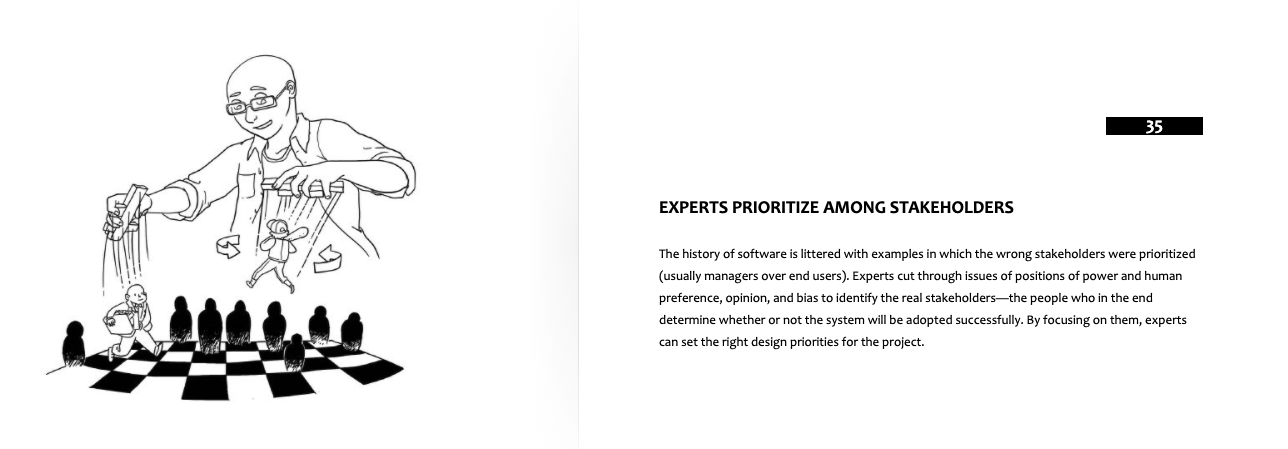 35
EXPERTS PRIORITIZE AMONG STAKEHOLDERS
The history of software is littered with examples in which the wrong stakeholders were prioritized
(usually managers over end users). Experts cut through issues of positions of power and human
preference, opinion, and bias to identify the real stakeholders—the people who in the end
determine whether or not the system will be adopted successfully. By focusing on them, experts
can set the right design priorities for the project.